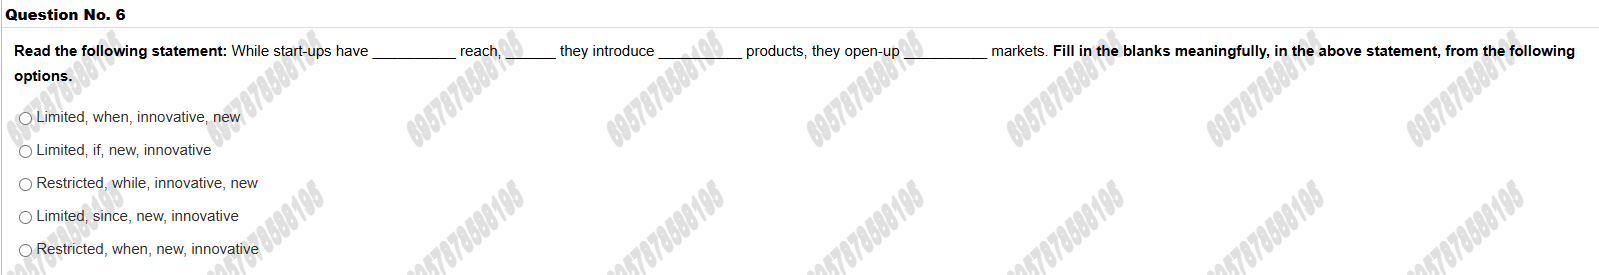 Question No. 6
Read the following statement: While start-ups have __________ reach, ______ they introduce __________ products, they open-up __________ markets. Fill in the blanks meaningfully, in the above statement, from the following
options.
Limited, when, innovative, new
Limited, if, new, innovative
Restricted, while, innovative, new
Limited, since, new, innovative
Restricted, when, new, innovative